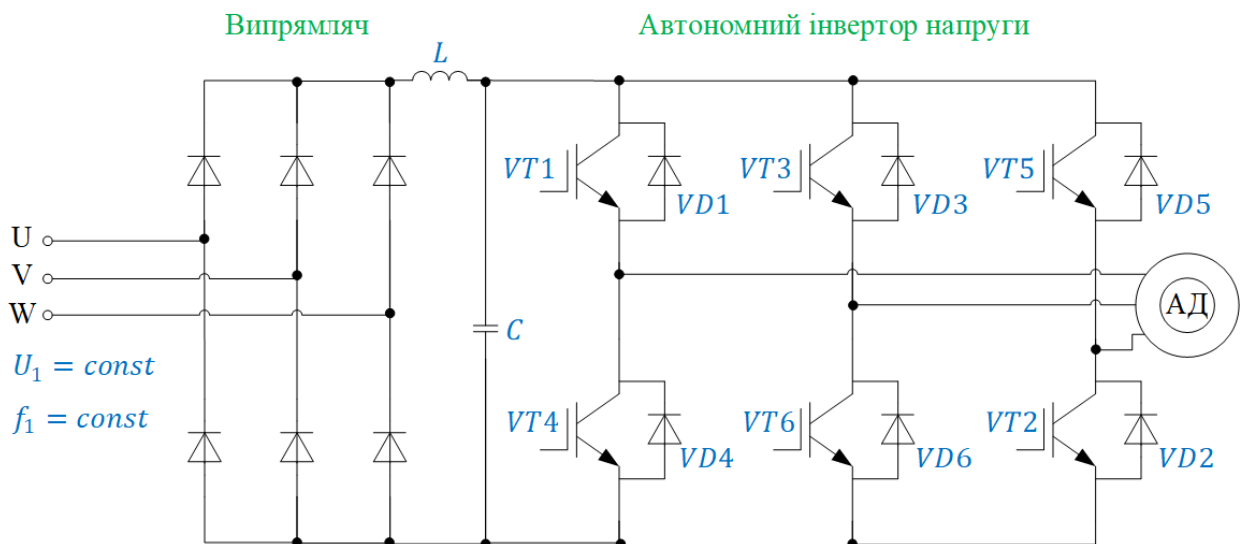 Випрямляч
Автономний інвертор напруги
L
VT1
VD1
VT3
VD3
VT5
VD5
U
V
W
АД
C
U₁ = const
f₁ = const
VT4
VD4
VT6
VD6
VT2
VD2